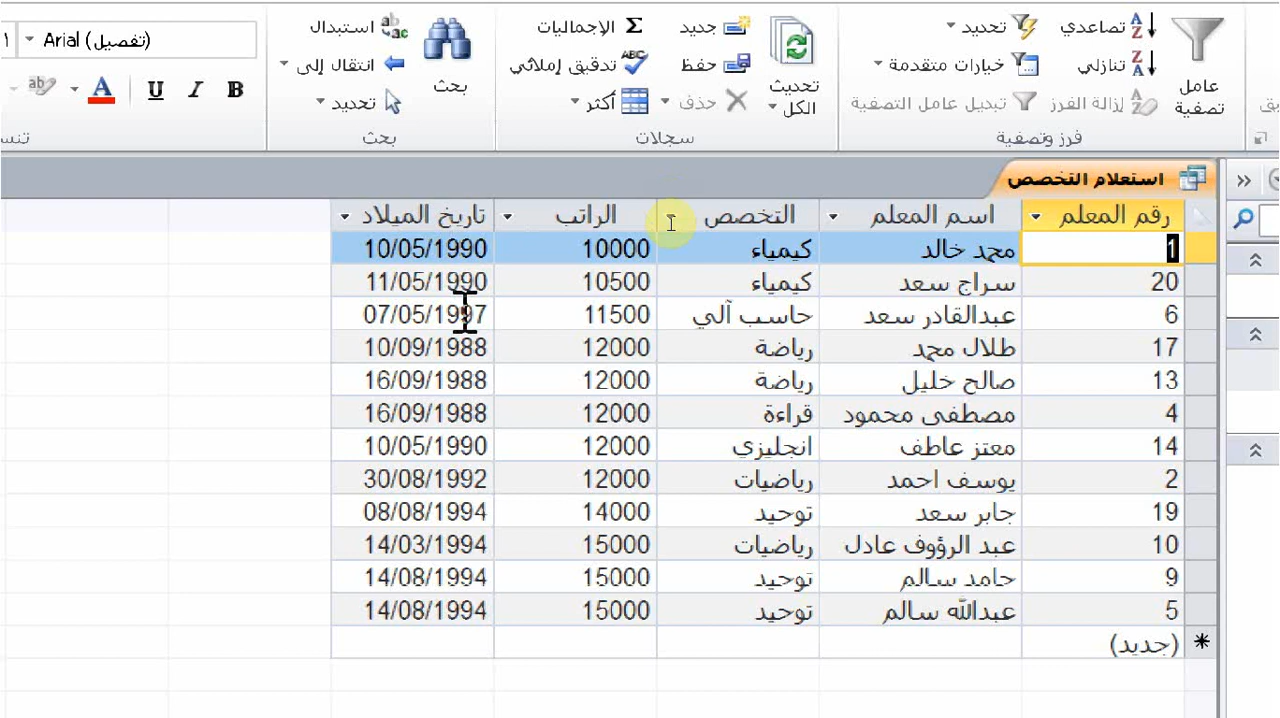 عامل تصفية
تصاعدي
تنازلي
إزالة الفرز
تحديد
خيارات متقدمة
تبديل عامل التصفية
فرز وتصفية
تحديث الكل
جديد
حفظ
حذف
الإجماليات
تدقيق إملائي
أكثر
سجلات
بحث
استبدال
انتقال إلى
تحديد
بحث
Arial (تفصيل)
B I U A
استعلام التخصص
رقم المعلم اسم المعلم التخصص الراتب تاريخ الميلاد
1 محمد خالد كيمياء 10000 10/05/1990
20 سراج سعد كيمياء 10500 11/05/1990
6 عبدالقادر سعد حاسب آلي 11500 07/05/1997
17 طلال محمد رياضة 12000 10/09/1988
13 صالح خليل رياضة 12000 16/09/1988
4 مصطفى محمود قراءة 12000 16/09/1988
14 معتز عاطف انجليزي 12000 10/05/1990
2 يوسف احمد رياضيات 12000 30/08/1992
19 جابر سعد توحيد 14000 08/08/1994
10 عبد الرؤوف عادل رياضيات 15000 14/03/1994
9 حامد سالم توحيد 15000 14/08/1994
5 عبدالله سالم توحيد 15000 14/08/1994
(جديد)